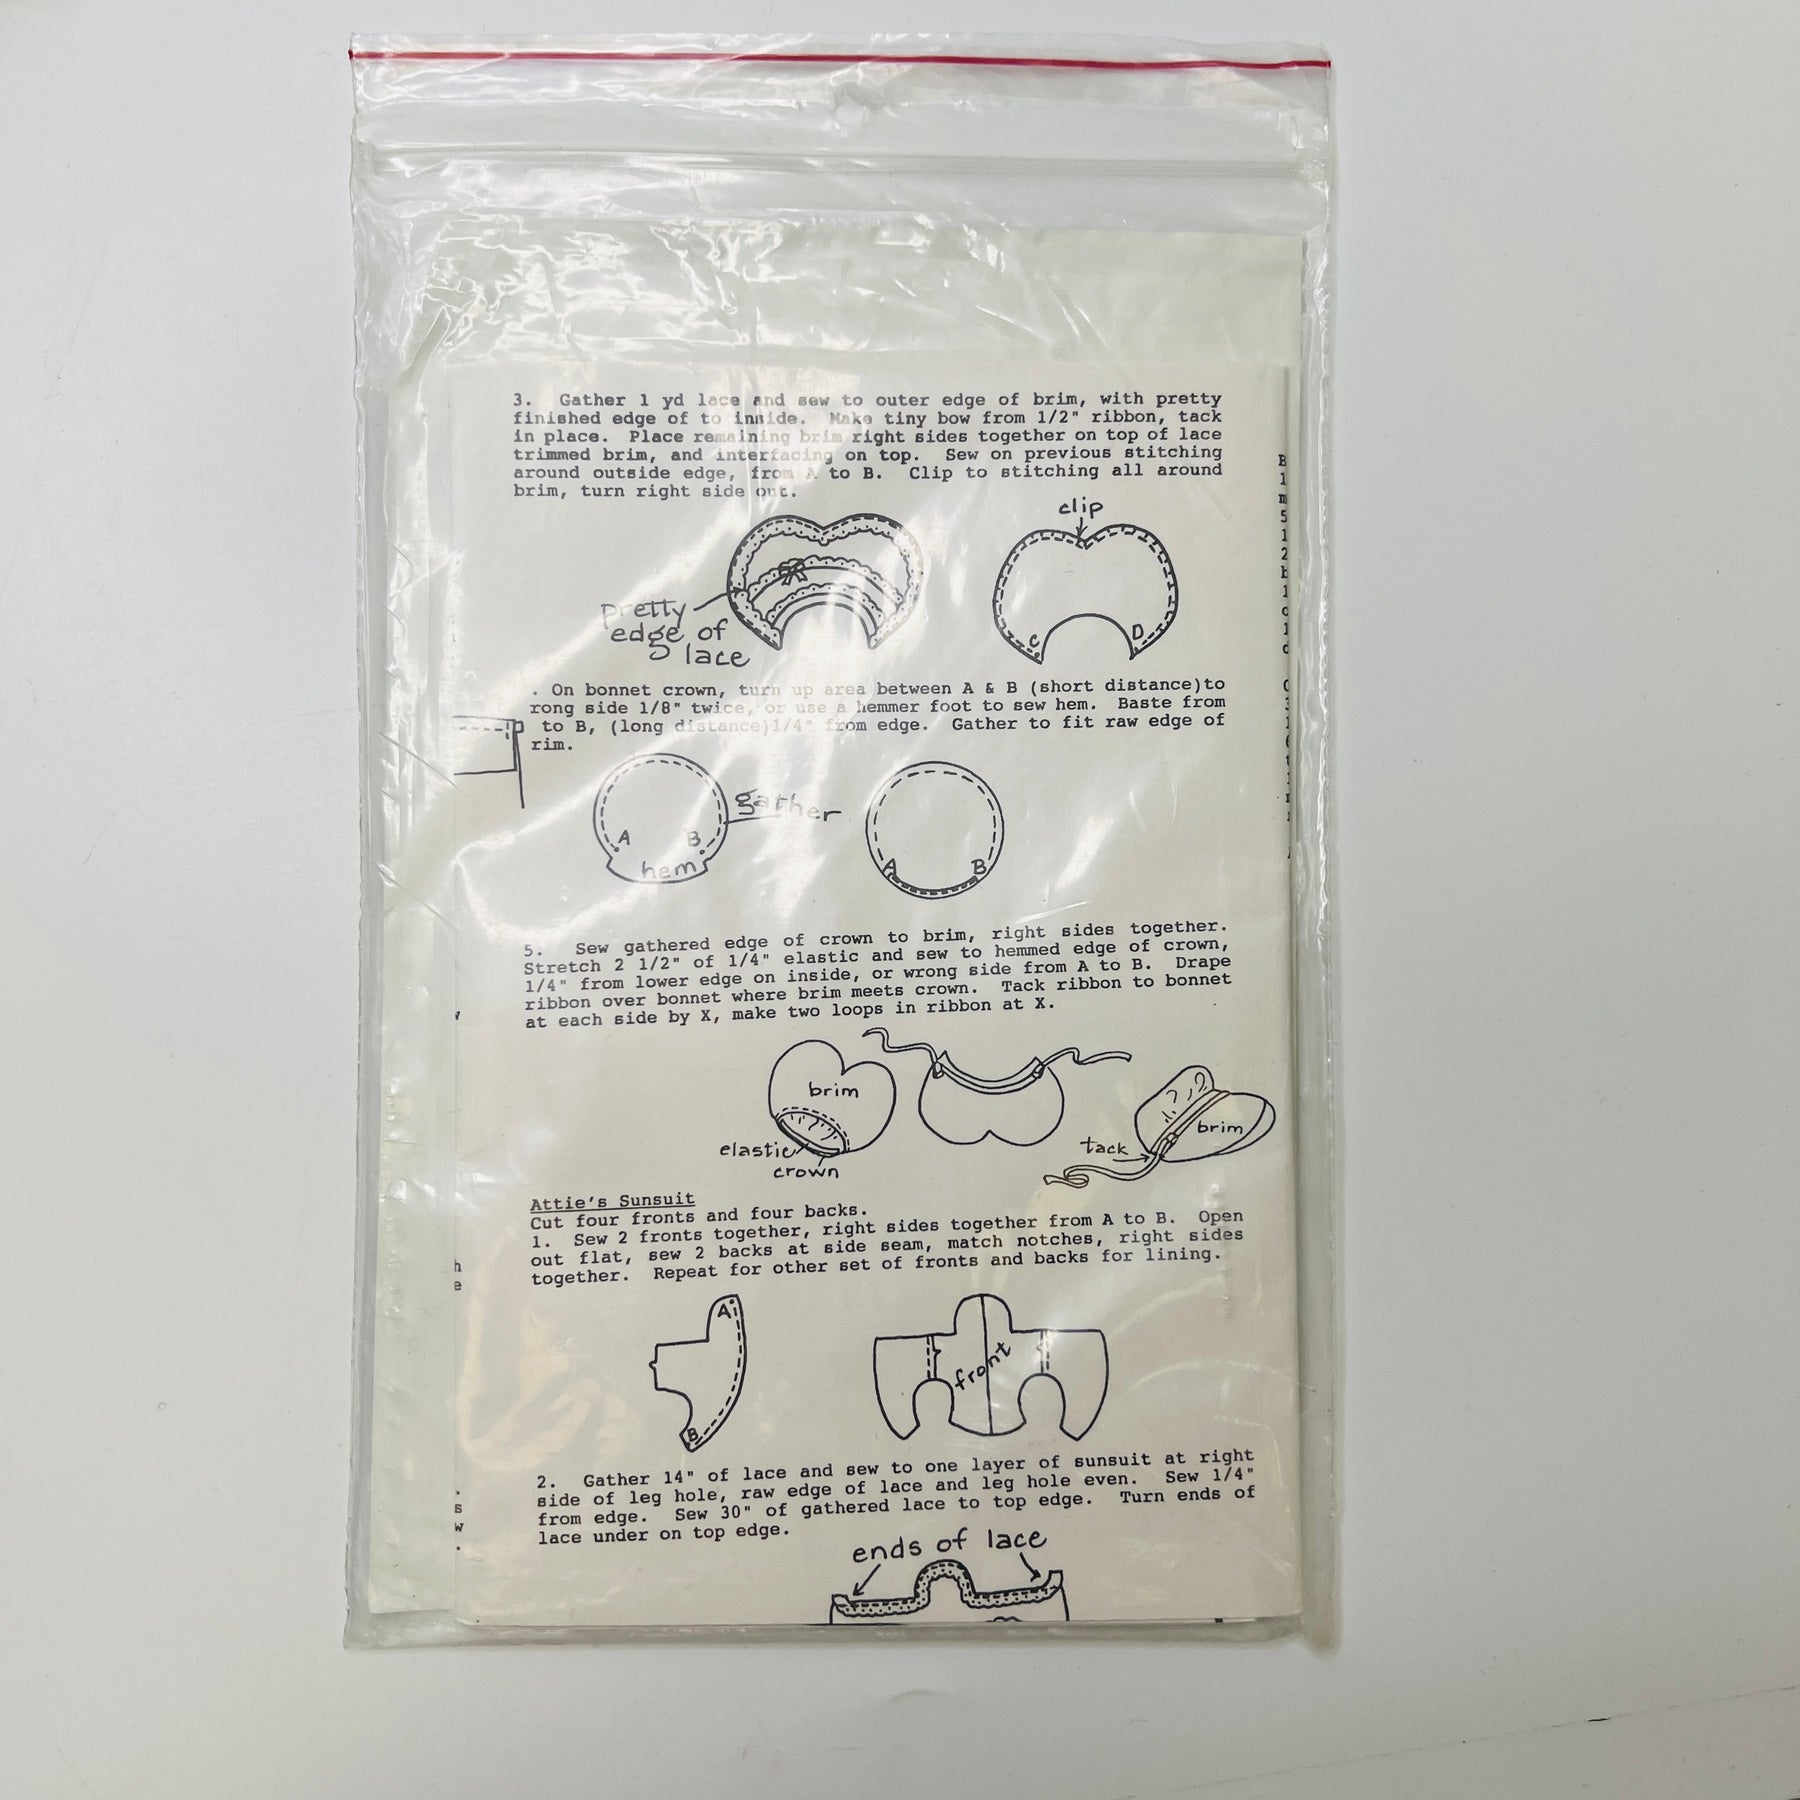 3.  Gather 1 yd lace and sew to outer edge of brim, with pretty
finished edge of to inside.  Make tiny bow from 1/2" ribbon, tack
in place.  Place remaining brim right sides together on top of lace
trimmed brim, and interfacing on top.  Sew on previous stitching
around outside edge, from A to B.  Clip to stitching all around
brim, turn right side out.
clip
pretty
edge of
lace
C
D
. On bonnet crown, turn up area between A & B (short distance)to
rong side 1/8" twice, or use a hemmer foot to sew hem.  Baste from
to B, (long distance)1/4" from edge.  Gather to fit raw edge of
rim.
gather
A
B
hem
A
B
5.  Sew gathered edge of crown to brim, right sides together.
Stretch 2 1/2" of 1/4" elastic and sew to hemmed edge of crown,
1/4" from lower edge on inside, or wrong side from A to B.  Drape
ribbon over bonnet where brim meets crown.  Tack ribbon to bonnet
at each side by X, make two loops in ribbon at X.
brim
elastic
crown
tack
brim
Attie's Sunsuit
Cut four fronts and four backs.
1.  Sew 2 fronts together, right sides together from A to B.  Open
out flat, sew 2 backs at side seam, match notches, right sides
together.  Repeat for other set of fronts and backs for lining.
A
B
front
2.  Gather 14" of lace and sew to one layer of sunsuit at right
side of leg hole, raw edge of lace and leg hole even.  Sew 1/4"
from edge.  Sew 30" of gathered lace to top edge.  Turn ends of
lace under on top edge.
ends of lace